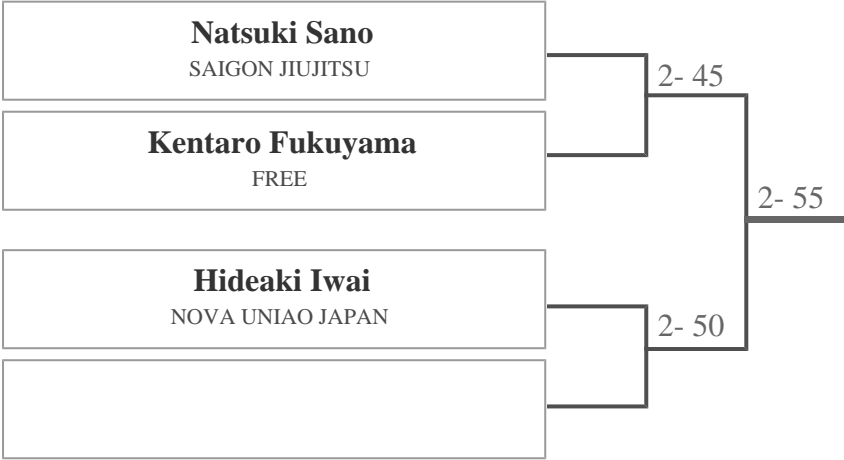 Natsuki Sano
SAIGON JIUJITSU
2- 45
Kentaro Fukuyama
FREE
2- 55
Hideaki Iwai
NOVA UNIAO JAPAN
2- 50